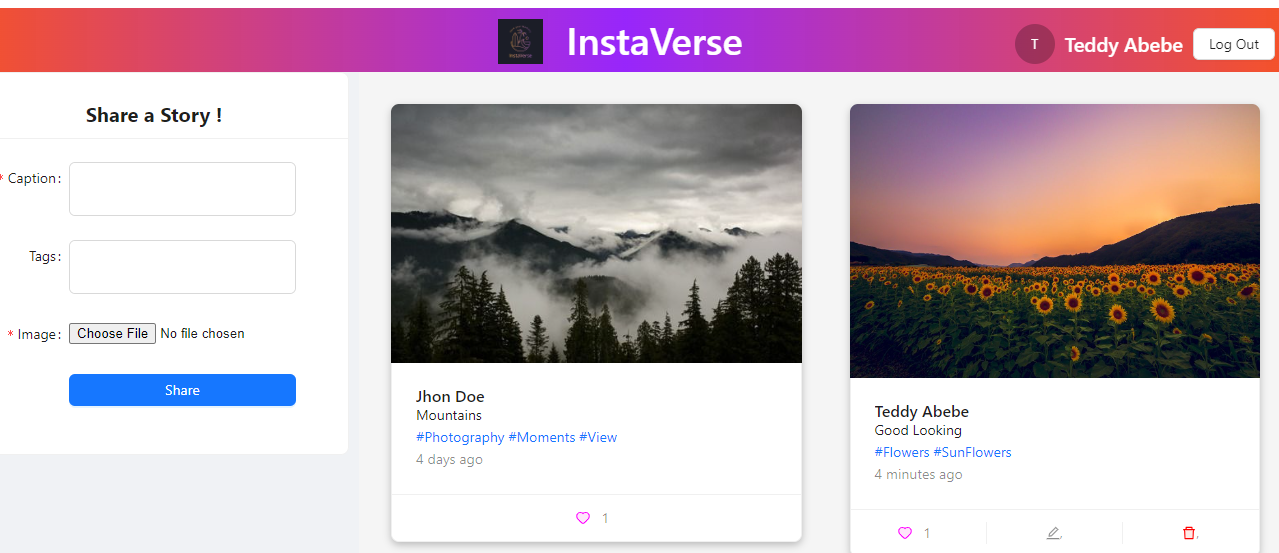 InstaVerse
InstaVerse
T
Teddy Abebe
Log Out
Share a Story !
* Caption:
Tags:
* Image:
Choose File No file chosen
Share
Jhon Doe
Mountains
#Photography #Moments #View
4 days ago
1
Teddy Abebe
Good Looking
#Flowers #SunFlowers
4 minutes ago
1